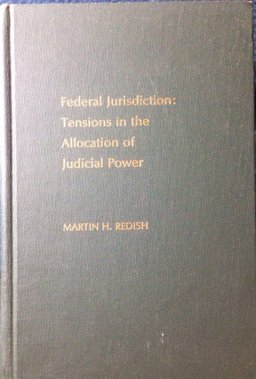 Federal Jurisdiction:
Tensions in the
Allocation of
Judicial Power
MARTIN H. REDISH